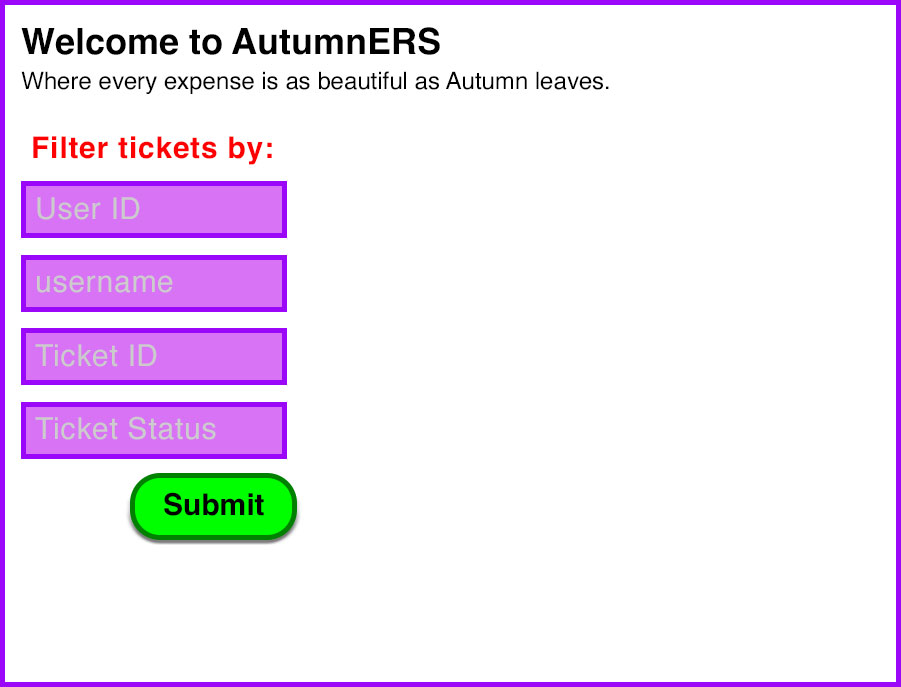 Welcome to AutumnERS
Where every expense is as beautiful as Autumn leaves.
Filter tickets by:
User ID
username
Ticket ID
Ticket Status
Submit